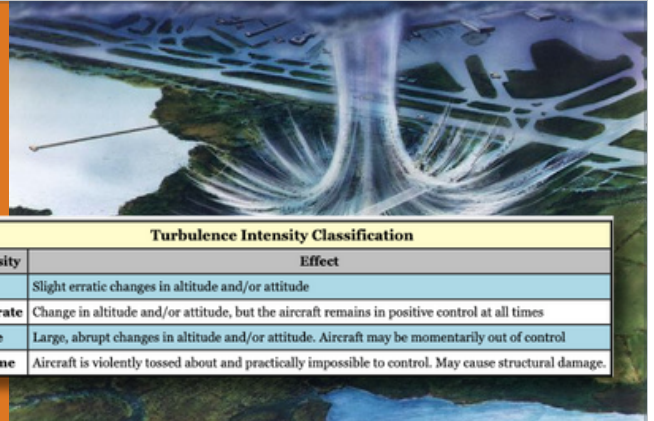 Turbulence Intensity Classification
sity Effect
Slight erratic changes in altitude and/or attitude
rate Change in altitude and/or attitude, but the aircraft remains in positive control at all times
e Large, abrupt changes in altitude and/or attitude. Aircraft may be momentarily out of control
me Aircraft is violently tossed about and practically impossible to control. May cause structural damage.